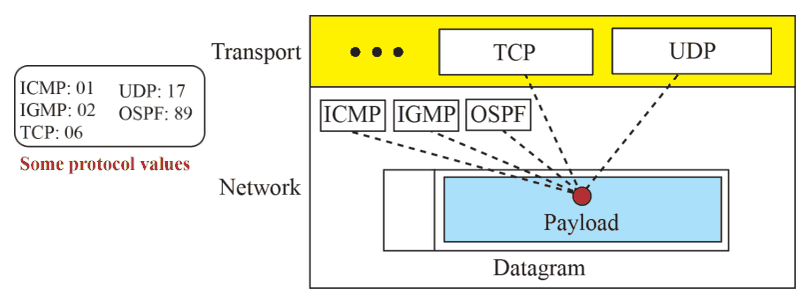 Transport
TCP
UDP
ICMP: 01 UDP: 17
IGMP: 02 OSPF: 89
TCP: 06
Some protocol values
ICMP
IGMP
OSPF
Network
Payload
Datagram